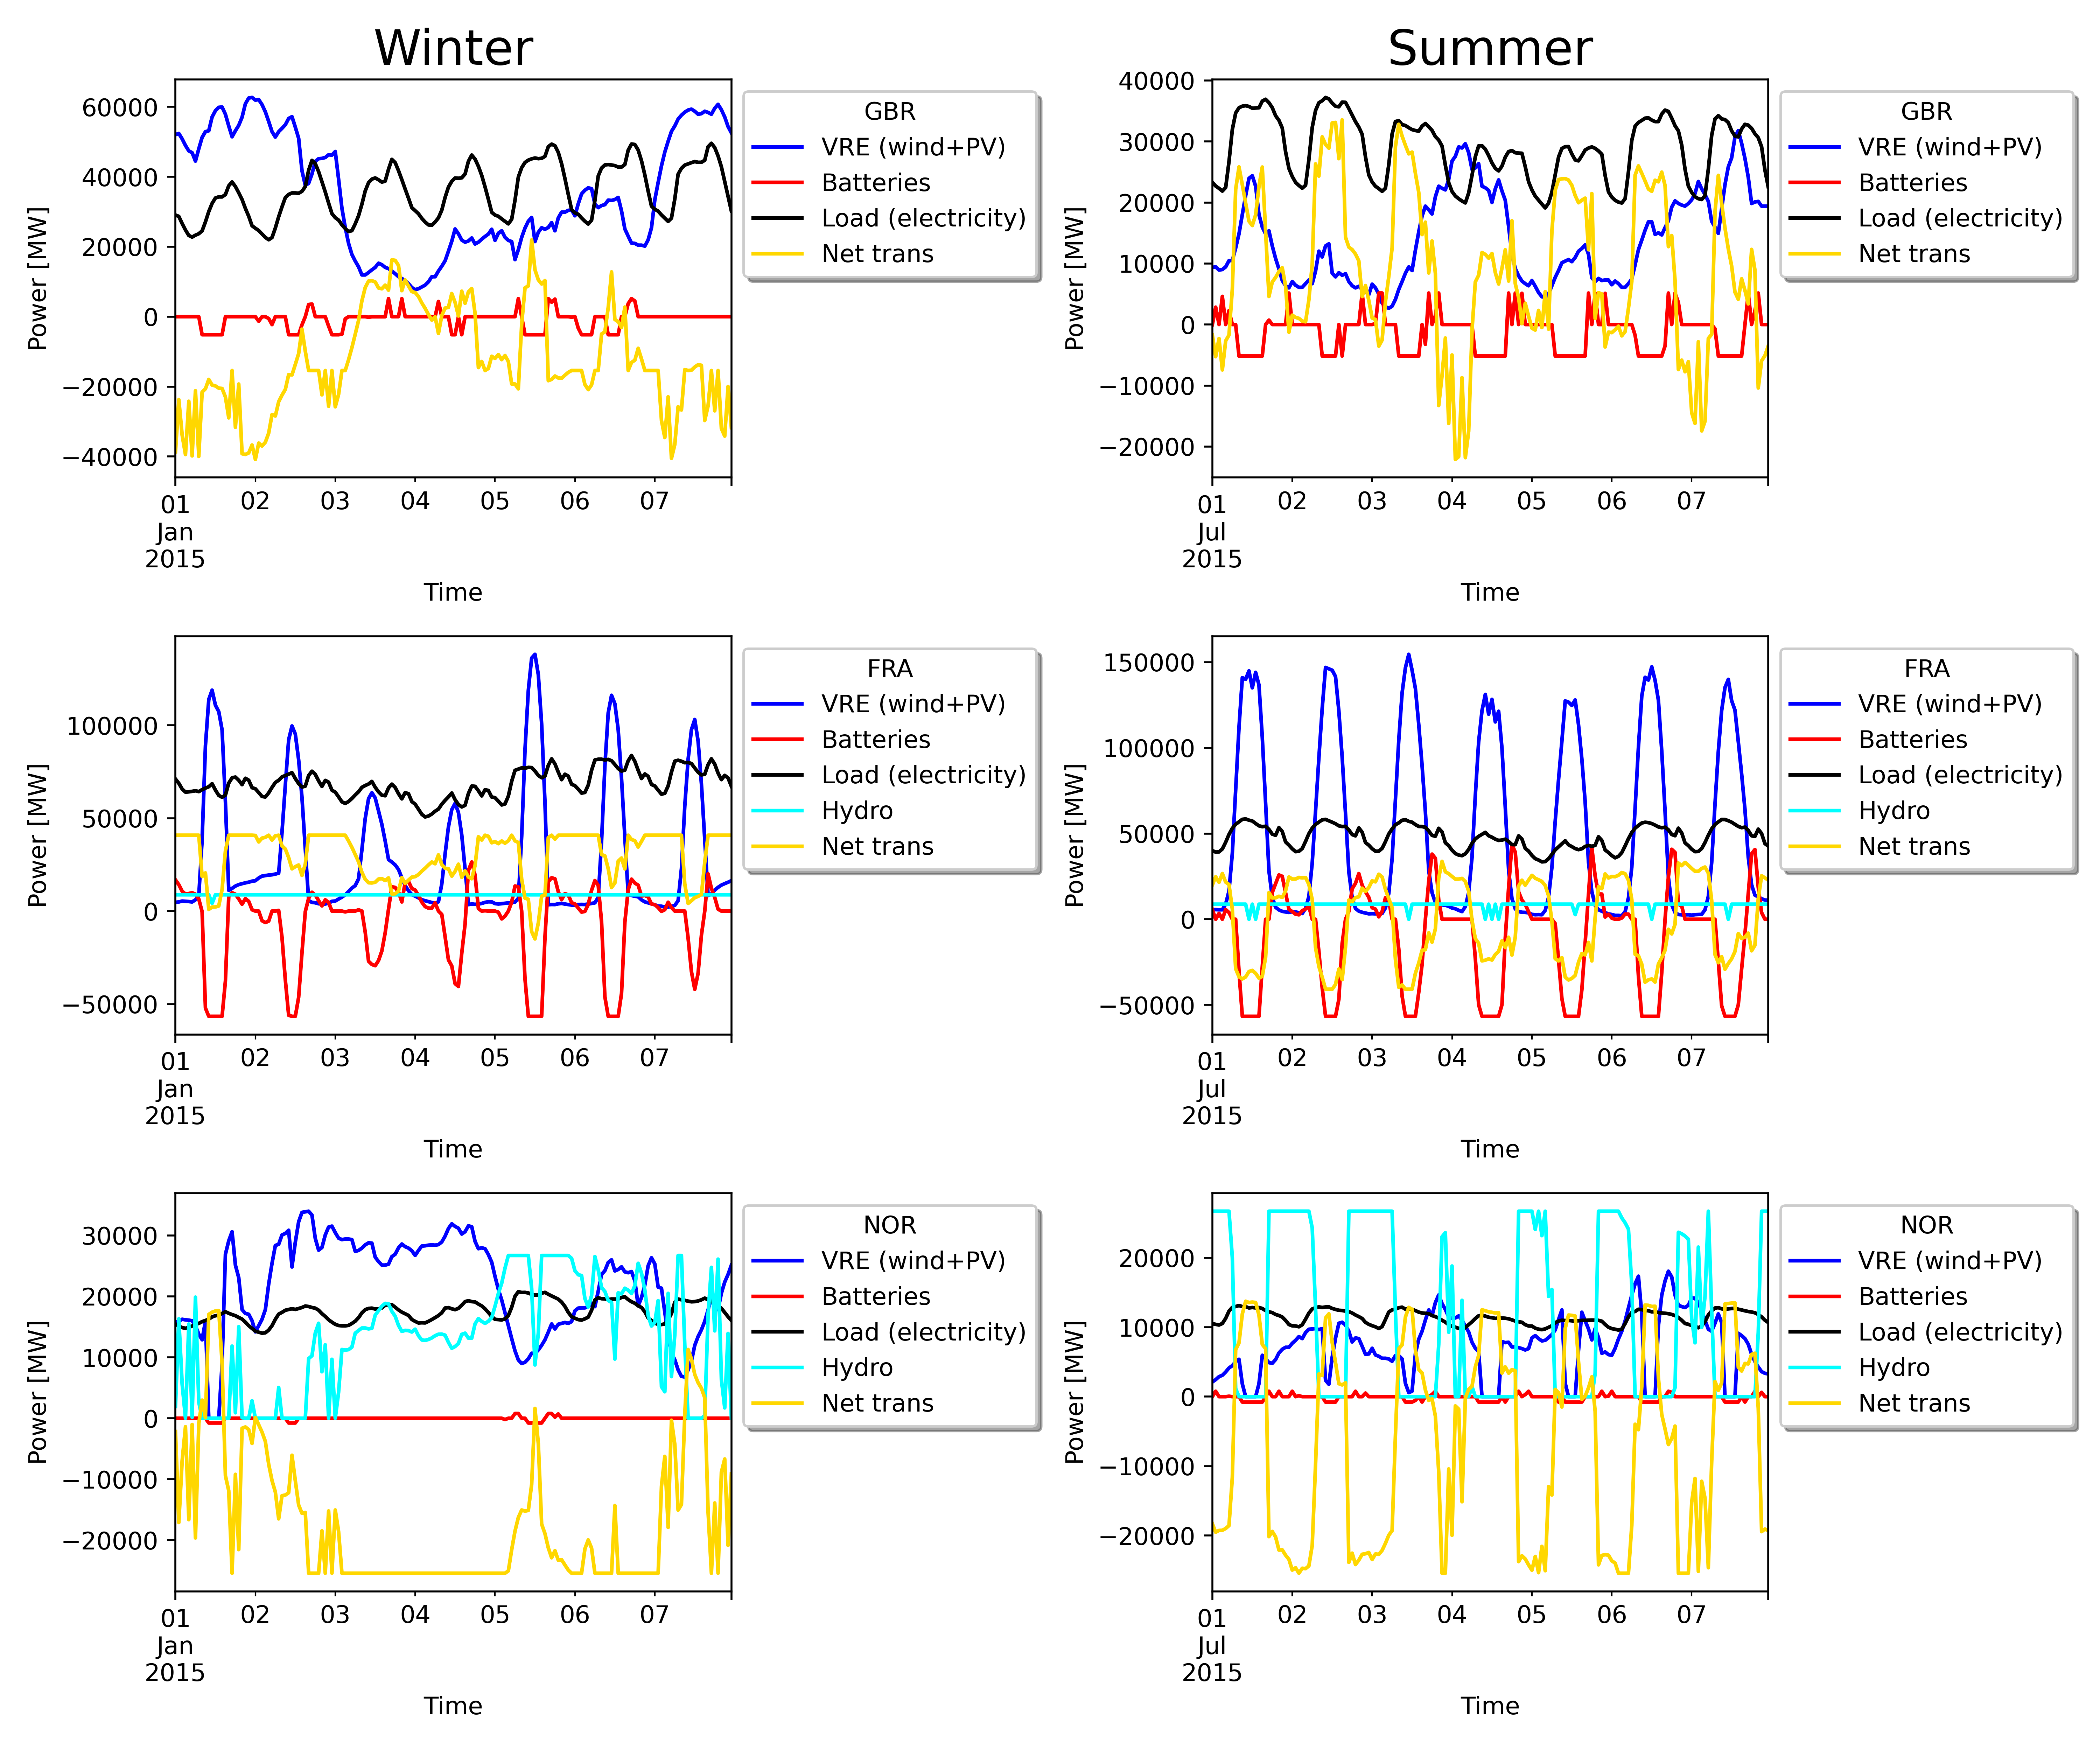 Winter
Summer
60000
40000
20000
0
−20000
−40000
Power [MW]
01
Jan
2015
02
03
04
05
06
07
Time
GBR
VRE (wind+PV)
Batteries
Load (electricity)
Net trans
40000
30000
20000
10000
0
−10000
−20000
Power [MW]
01
Jul
2015
02
03
04
05
06
07
Time
GBR
VRE (wind+PV)
Batteries
Load (electricity)
Net trans
100000
50000
0
−50000
Power [MW]
01
Jan
2015
02
03
04
05
06
07
Time
FRA
VRE (wind+PV)
Batteries
Load (electricity)
Hydro
Net trans
150000
100000
50000
0
−50000
Power [MW]
01
Jul
2015
02
03
04
05
06
07
Time
FRA
VRE (wind+PV)
Batteries
Load (electricity)
Hydro
Net trans
30000
20000
10000
0
−10000
−20000
Power [MW]
01
Jan
2015
02
03
04
05
06
07
Time
NOR
VRE (wind+PV)
Batteries
Load (electricity)
Hydro
Net trans
20000
10000
0
−10000
−20000
Power [MW]
01
Jul
2015
02
03
04
05
06
07
Time
NOR
VRE (wind+PV)
Batteries
Load (electricity)
Hydro
Net trans